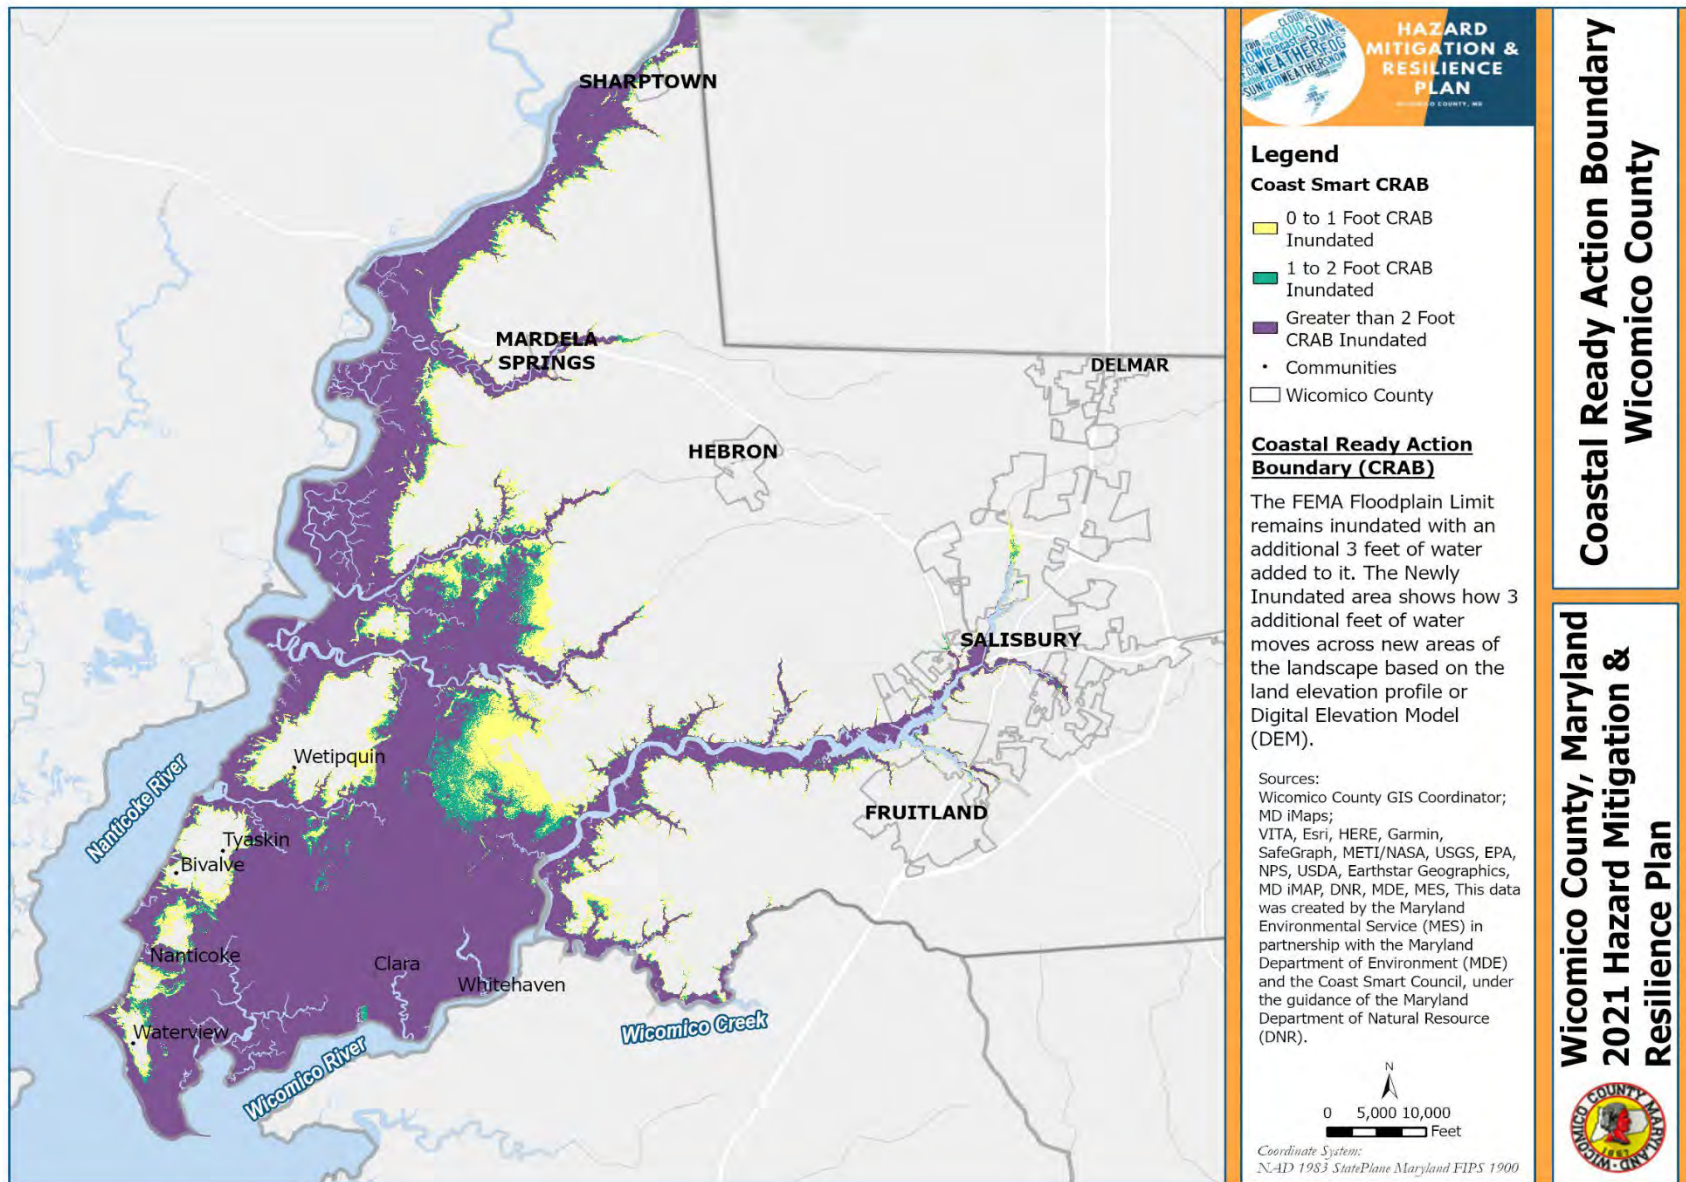 SHARPTOWN
MARDELA
SPRINGS
DELMAR
HEBRON
SALISBURY
FRUITLAND
Wetipquin
Nanticoke River
Tyaskin
Bivalve
Nanticoke
Clara
Whitehaven
Waterview
Wicomico Creek
Wicomico River
HAZARD
MITIGATION &
RESILIENCE
PLAN
WICOMICO COUNTY, MD
Legend
Coast Smart CRAB
0 to 1 Foot CRAB
Inundated
1 to 2 Foot CRAB
Inundated
Greater than 2 Foot
CRAB Inundated
Communities
Wicomico County
Coastal Ready Action
Boundary (CRAB)
The FEMA Floodplain Limit
remains inundated with an
additional 3 feet of water
added to it. The Newly
Inundated area shows how 3
additional feet of water
moves across new areas of
the landscape based on the
land elevation profile or
Digital Elevation Model
(DEM).
Sources:
Wicomico County GIS Coordinator;
MD iMaps;
VITA, Esri, HERE, Garmin,
SafeGraph, METI/NASA, USGS, EPA,
NPS, USDA, Earthstar Geographics,
MD iMAP, DNR, MDE, MES, This data
was created by the Maryland
Environmental Service (MES) in
partnership with the Maryland
Department of Environment (MDE)
and the Coast Smart Council, under
the guidance of the Maryland
Department of Natural Resource
(DNR).
N
0 5,000 10,000
Feet
Coordinate System:
NAD 1983 StatePlane Maryland FIPS 1900
Coastal Ready Action Boundary
Wicomico County
Wicomico County, Maryland
2021 Hazard Mitigation &
Resilience Plan
WICOMICO COUNTY MARYLAND
1867